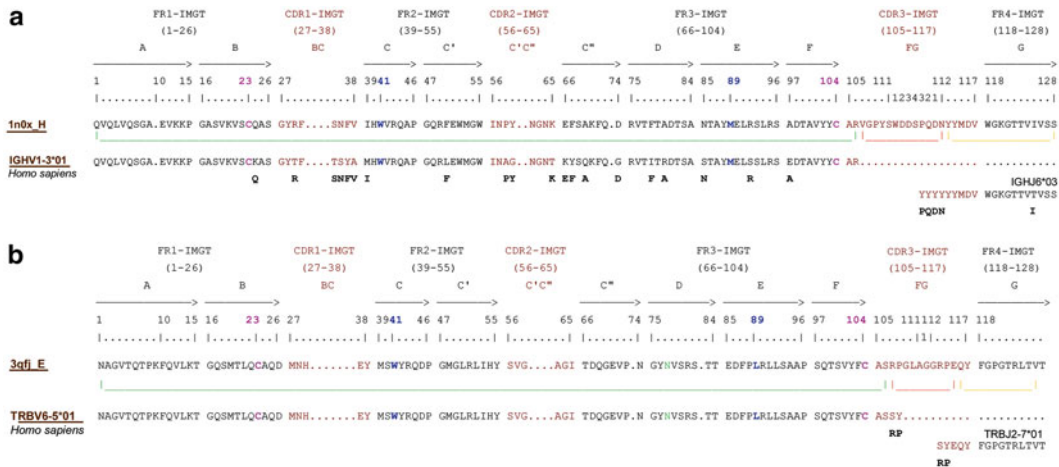 a
FR1-IMGT CDR1-IMGT FR2-IMGT CDR2-IMGT FR3-IMGT CDR3-IMGT FR4-IMGT
(1-26) (27-38) (39-55) (56-65) (66-104) (105-117) (118-128)
A B BC C C' C'C" C" D E F FG G
1 10 15 16 23 26 27 38 39 41 46 47 55 56 65 66 74 75 84 85 89 96 97 104 105 111 112 117 118 128
1234321
1n0x_H QVQLVQSGA.EVKKP GASVKVSCQAS GYRF....SNFV IHWVRQAP GQRFEWMGW INPY..NGNK EFSAKFQ.D RVTFTADTSA NTAYMELRSLRS ADTAVYYC ARVGPYSWDDSPQDNYYMDV WGKGTTVIVSS
IGHV1-3*01 QVQLVQSGA.EVKKP GASVKVSCKAS GYTF....TSYA MHWVRQAP GQRLEWMGW INAG..NGNT KYSQKFQ.G RVTITRDTSA STAYMELSSLRS EDTAVYYC AR..................
Homo sapiens
Q R SNFV I F PY K EF A D F A N R A
IGHJ6*03
YYYYYYMDV WGKGTTVTVSS
PQDN I
b
FR1-IMGT CDR1-IMGT FR2-IMGT CDR2-IMGT FR3-IMGT CDR3-IMGT FR4-IMGT
(1-26) (27-38) (39-55) (56-65) (66-104) (105-117) (118-128)
A B BC C C' C'C" C" D E F FG G
1 10 15 16 23 26 27 38 39 41 46 47 55 56 65 66 74 75 84 85 89 96 97 104 105 111 112 117 118
3qfj_E NAGVTQTPKFQVLKT GQSMTLQCAQD MNH.......EY MSWYRQDP GMGLRLIHY SVG....AGI TDQGEVP.N GYNVSRS.TT EDFPLRLLSAAP SQTSVYFC ASRPGLAGGRPEQY FGPGTRLTVT
TRBV6-5*01 NAGVTQTPKFQVLKT GQSMTLQCAQD MNH.......EY MSWYRQDP GMGLRLIHY SVG....AGI TDQGEVP.N GYNVSRS.TT EDFPLRLLSAAP SQTSVYFC ASSY.......... ..........
Homo sapiens
RP
TRBJ2-7*01
SYEQY FGPGTRLTVT
RP